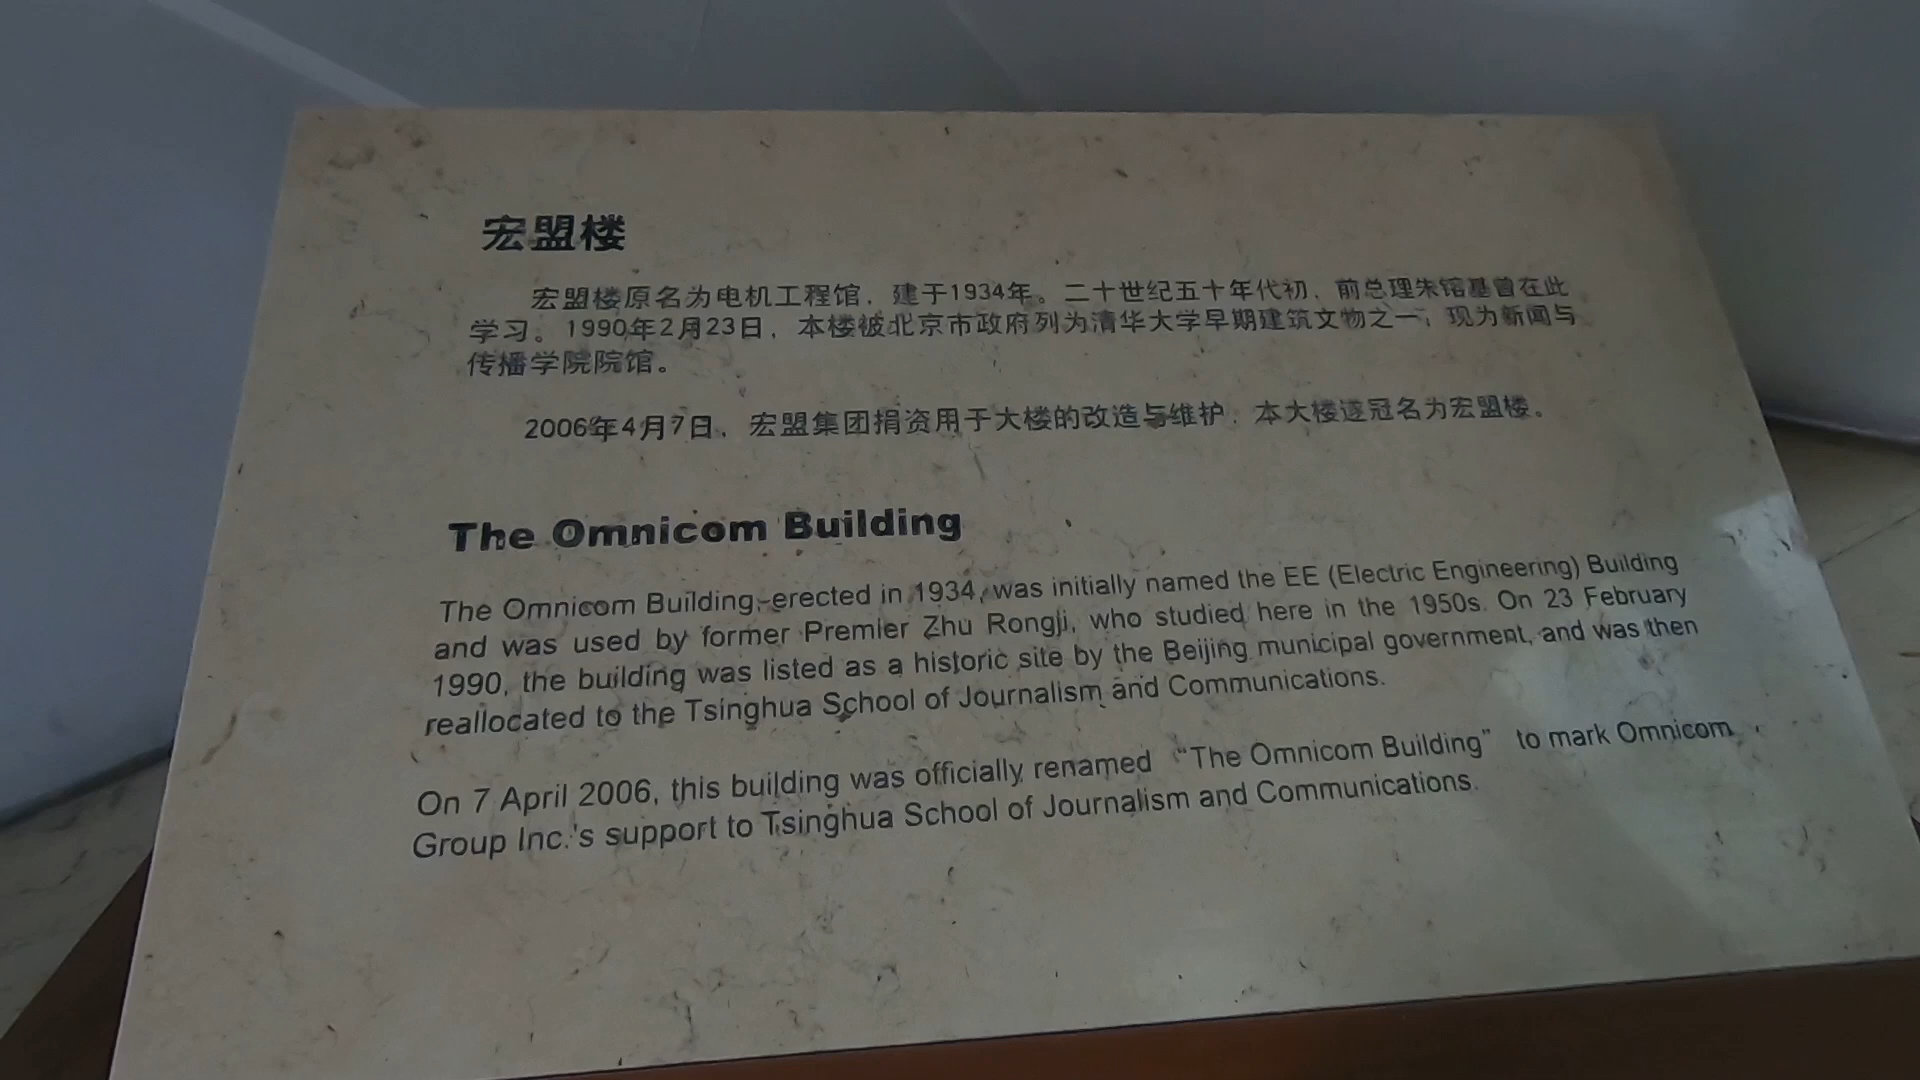 宏盟楼
宏盟楼原名为电机工程馆，建于1934年。二十世纪五十年代初，前总理朱镕基曾在此
学习。1990年2月23日，本楼被北京市政府列为清华大学早期建筑文物之一，现为新闻与
传播学院院馆。
2006年4月7日，宏盟集团捐资用于大楼的改造与维护，本大楼遂冠名为宏盟楼。
The Omnicom Building
The Omnicom Building, erected in 1934, was initially named the EE (Electric Engineering) Building
and was used by former Premier Zhu Rongji, who studied here in the 1950s. On 23 February
1990, the building was listed as a historic site by the Beijing municipal government, and was then
reallocated to the Tsinghua School of Journalism and Communications.
On 7 April 2006, this building was officially renamed “The Omnicom Building” to mark Omnicom
Group Inc.'s support to Tsinghua School of Journalism and Communications.